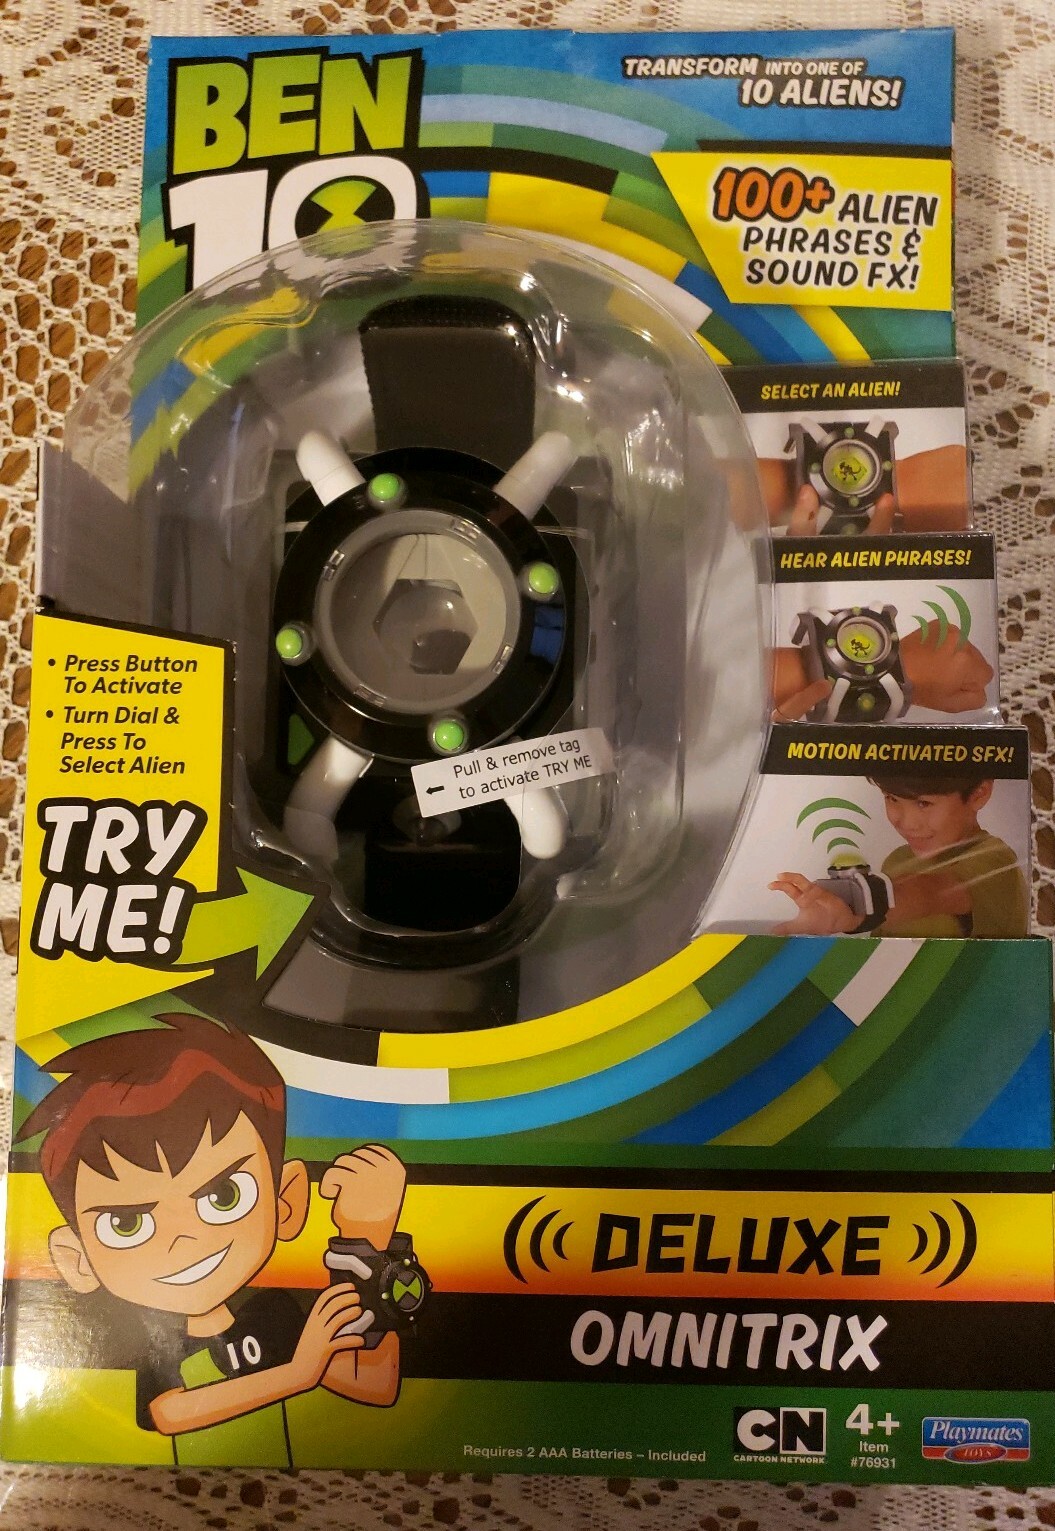 BEN
10
TRANSFORM INTO ONE OF
10 ALIENS!
100+ ALIEN
PHRASES &
SOUND FX!
SELECT AN ALIEN!
HEAR ALIEN PHRASES!
MOTION ACTIVATED SFX!
• Press Button
To Activate
• Turn Dial &
Press To
Select Alien
TRY
ME!
Pull & remove tag
to activate TRY ME
10
DELUXE
OMNITRIX
Requires 2 AAA Batteries – Included
CN
CARTOON NETWORK
4+
Item
#76931
Playmates
TOYS